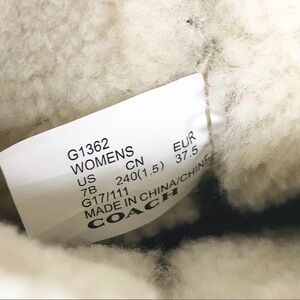 G1362
WOMENS
US CN EUR
7B 240(1.5) 37.5
G17/111
MADE IN CHINA/CHINE
COACH